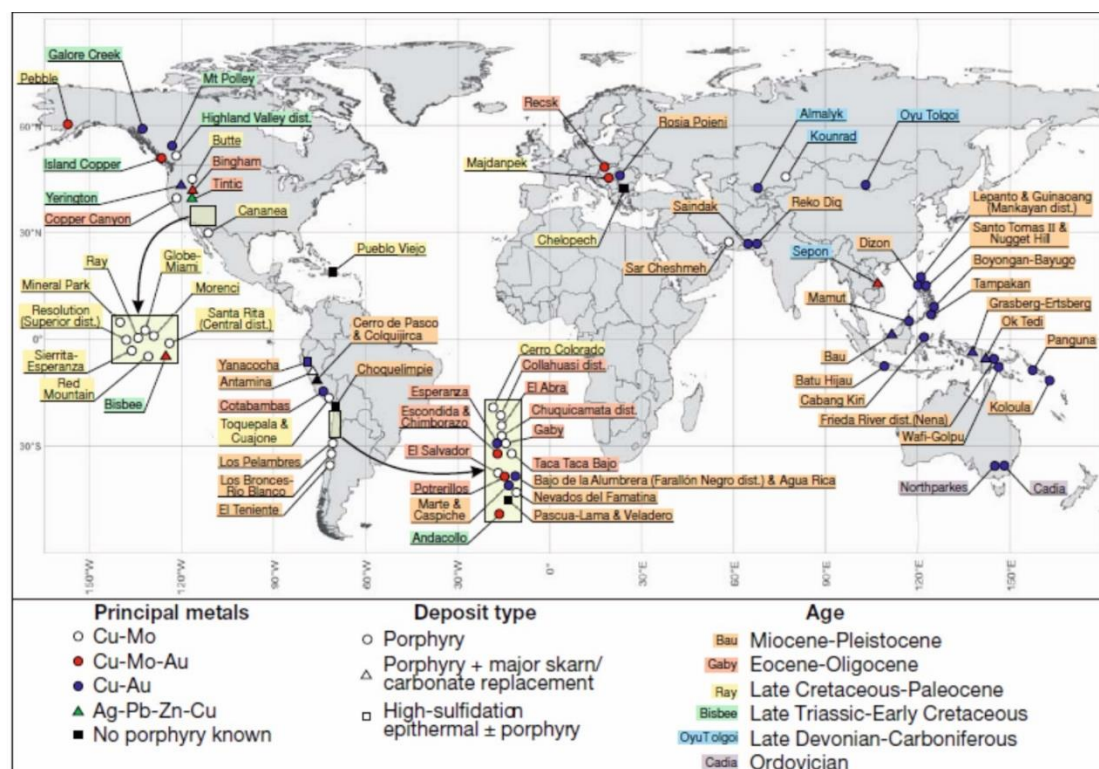 Galore Creek
Pebble
Mt Polley
Highland Valley dist.
Butte
Island Copper
Bingham
Yerington
Tintic
Copper Canyon
Cananea
Pueblo Viejo
Ray
Globe-
Miami
Mineral Park
Morenci
Resolution
(Superior dist.)
Santa Rita
(Central dist.)
Sierrita-
Esperanza
Red
Mountain
Bisbee
Cerro de Pasco
& Colquijirca
Yanacocha
Antamina
Choquelimpie
Cotabambas
Toquepala &
Cuajone
Los Pelambres
Los Bronces-
Río Blanco
El Teniente
Cerro Colorado
Collahuasi dist.
Esperanza
El Abra
Escondida &
Chimborazo
Chuquicamata dist.
Gaby
El Salvador
Taca Taca Bajo
Potrerillos
Bajo de la Alumbrera (Farallón Negro dist.) & Agua Rica
Marte &
Caspiche
Nevados del Famatina
Pascua-Lama & Veladero
Andacollo
Recsk
Rosia Poieni
Majdanpek
Chelopech
Almalyk
Kounrad
Oyu Tolgoi
Saindak
Reko Diq
Sar Cheshmeh
Sepon
Dizon
Lepanto & Guinaoang
(Mankayan dist.)
Santo Tomas II &
Nugget Hill
Boyongan-Bayugo
Tampakan
Mamut
Grasberg-Ertsberg
Ok Tedi
Panguna
Bau
Batu Hijau
Cabang Kiri
Frieda River dist.(Nena)
Koloula
Wafi-Golpu
Northparkes
Cadia
60°N
30°N
0°
30°S
150°W
120°W
90°W
60°W
30°W
0°
30°E
60°E
90°E
120°E
150°E
Principal metals
Cu-Mo
Cu-Mo-Au
Cu-Au
Ag-Pb-Zn-Cu
No porphyry known
Deposit type
Porphyry
Porphyry + major skarn/
carbonate replacement
High-sulfidation
epithermal ± porphyry
Age
Bau Miocene-Pleistocene
Gaby Eocene-Oligocene
Ray Late Cretaceous-Paleocene
Bisbee Late Triassic-Early Cretaceous
OyuTolgoi Late Devonian-Carboniferous
Cadia Ordovician